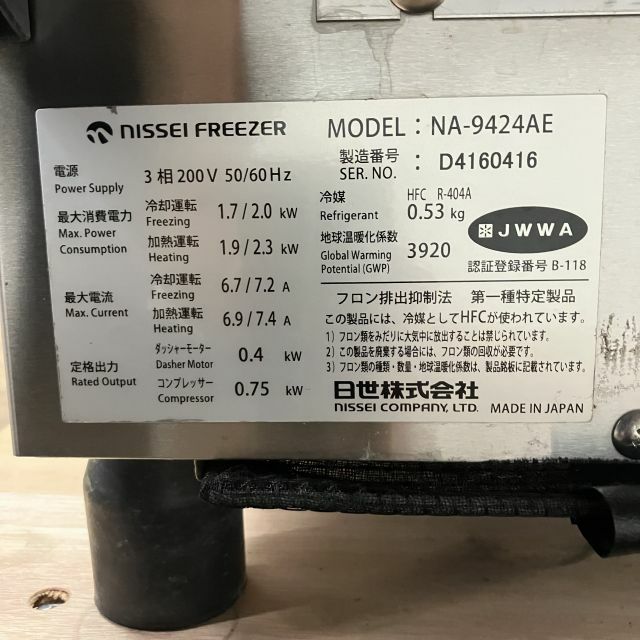 NISSEI FREEZER
MODEL : NA-9424AE
製造番号
SER. NO. : D4160416
電源
Power Supply
3 相 200V 50/60Hz
最大消費電力
Max. Power
Consumption
冷却運転
Freezing
1.7/2.0 kW
加熱運転
Heating
1.9/2.3 kW
最大電流
Max. Current
冷却運転
Freezing
6.7/7.2 A
加熱運転
Heating
6.9/7.4 A
定格出力
Rated Output
ダッシャーモーター
Dasher Motor
0.4 kW
コンプレッサー
Compressor
0.75 kW
冷媒
Refrigerant
HFC R-404A
0.53 kg
地球温暖化係数
Global Warming
Potential (GWP)
3920
JWWA
認証登録番号 B-118
フロン排出抑制法 第一種特定製品
この製品には、冷媒としてHFCが使われています。
1）フロン類をみだりに大気中に放出することは禁じられています。
2）この製品を廃棄する場合には、フロン類の回収が必要です。
3）フロン類の種類・数量・地球温暖化係数は、製品銘板に記載されています。
日世株式会社
NISSEI COMPANY, LTD. MADE IN JAPAN